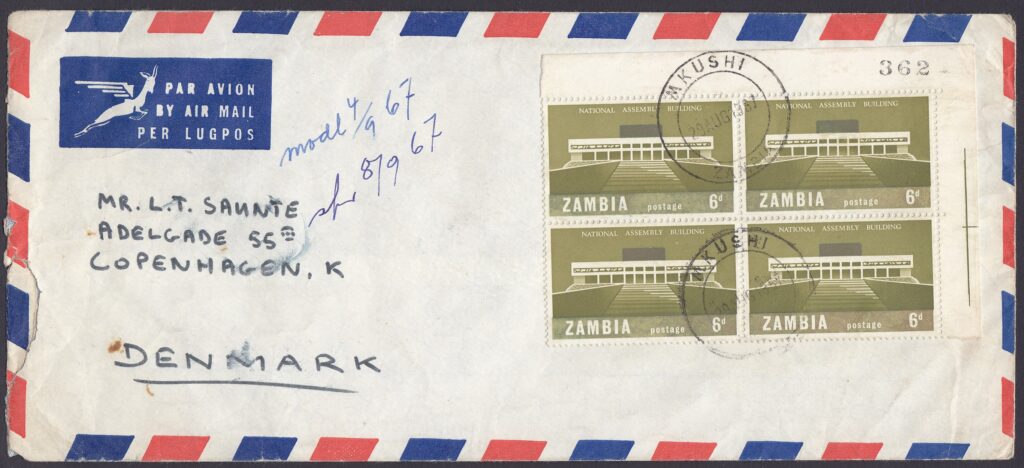 PAR AVION
BY AIR MAIL
PER LUGPOS
modt 4/9 67
8/9 67
MR. L.T. SAUNTE
ADELGADE 55
COPENHAGEN, K
DENMARK
362
MKUSHI
NATIONAL ASSEMBLY BUILDING
ZAMBIA postage 6d
NATIONAL ASSEMBLY BUILDING
ZAMBIA postage 6d
MKUSHI
NATIONAL ASSEMBLY BUILDING
ZAMBIA postage 6d
NATIONAL ASSEMBLY BUILDING
ZAMBIA postage 6d